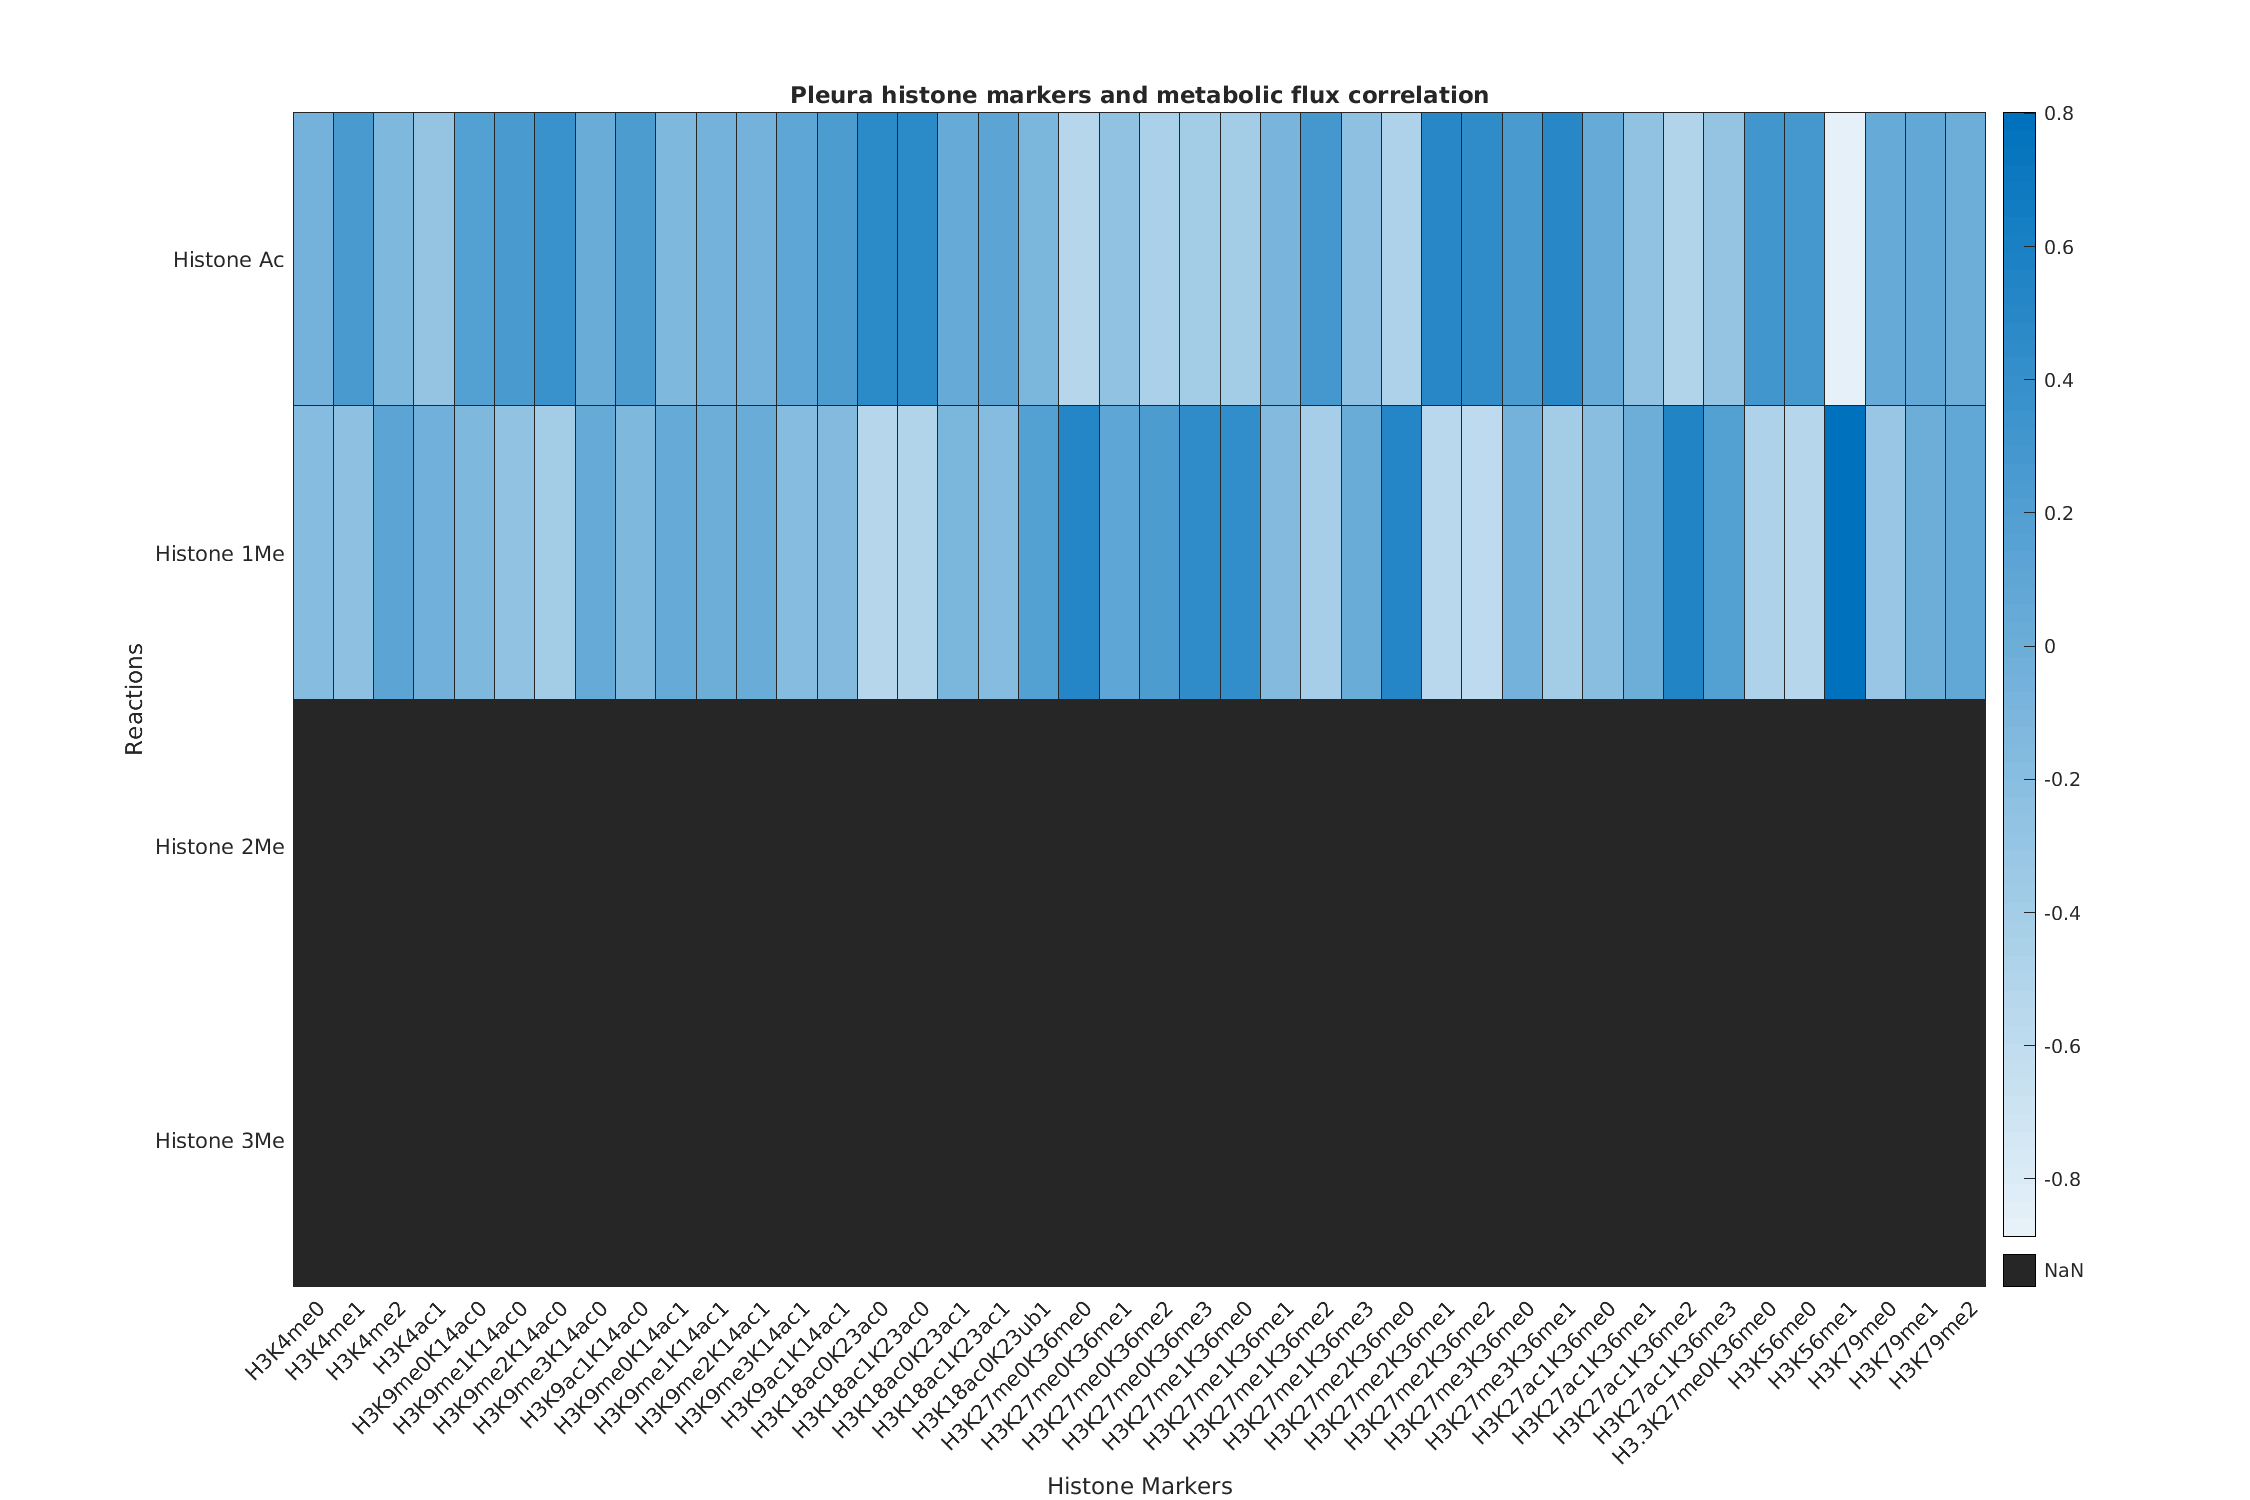 Pleura histone markers and metabolic flux correlation
Reactions
Histone Ac
Histone 1Me
Histone 2Me
Histone 3Me
0.8
0.6
0.4
0.2
0
-0.2
-0.4
-0.6
-0.8
NaN
H3K4me0
H3K4me1
H3K4me2
H3K4ac1
H3K9me0K14ac0
H3K9me1K14ac0
H3K9me2K14ac0
H3K9me3K14ac0
H3K9ac1K14ac0
H3K9me0K14ac1
H3K9me1K14ac1
H3K9me2K14ac1
H3K9me3K14ac1
H3K9ac1K14ac1
H3K18ac0K23ac0
H3K18ac1K23ac0
H3K18ac0K23ac1
H3K18ac1K23ac1
H3K18ac0K23ub1
H3K27me0K36me0
H3K27me0K36me1
H3K27me0K36me2
H3K27me0K36me3
H3K27me1K36me0
H3K27me1K36me1
H3K27me1K36me2
H3K27me1K36me3
H3K27me2K36me0
H3K27me2K36me1
H3K27me2K36me2
H3K27me3K36me0
H3K27me3K36me1
H3K27ac1K36me0
H3K27ac1K36me1
H3K27ac1K36me2
H3K27ac1K36me3
H3.3K27me0K36me0
H3K56me0
H3K56me1
H3K79me0
H3K79me1
H3K79me2
Histone Markers